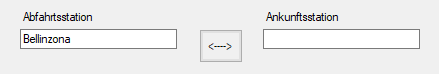 Abfahrtsstation
Ankunftsstation
Bellinzona
<---->